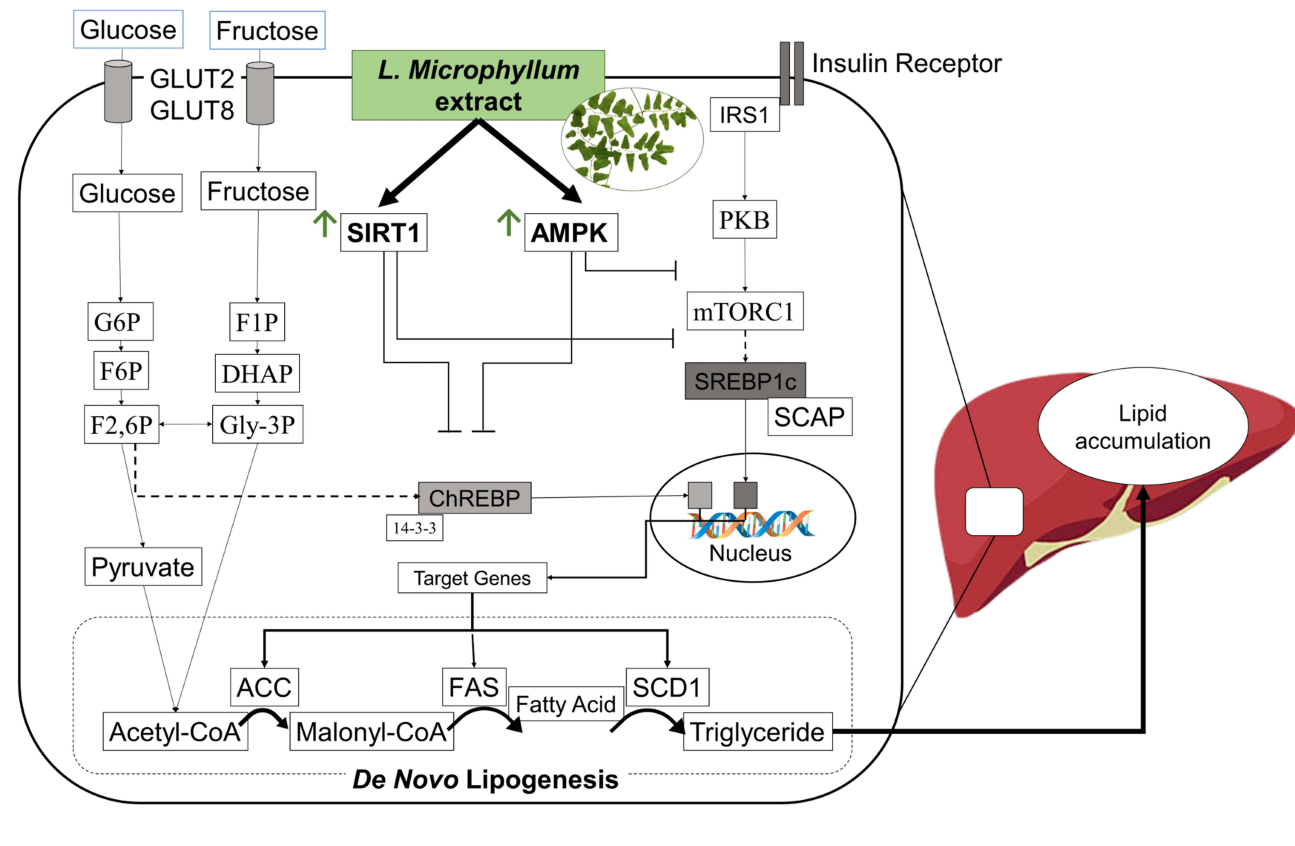 Glucose
Fructose
GLUT2
GLUT8
L. Microphyllum
extract
Insulin Receptor
IRS1
Glucose
Fructose
SIRT1
AMPK
PKB
G6P
F1P
mTORC1
F6P
DHAP
SREBP1c
SCAP
F2,6P
Gly-3P
Lipid
accumulation
ChREBP
14-3-3
Nucleus
Pyruvate
Target Genes
ACC
FAS
SCD1
Fatty Acid
Acetyl-CoA
Malonyl-CoA
Triglyceride
De Novo Lipogenesis